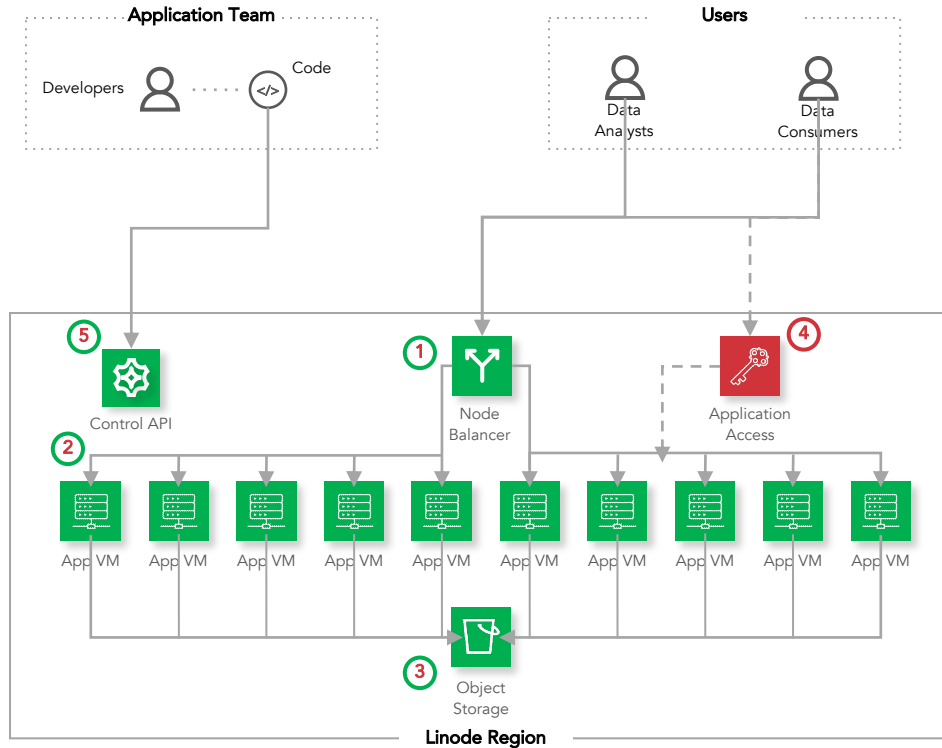 Application Team
Users
Developers
Code
</>
Data
Analysts
Data
Consumers
5
1
4
Control API
Node
Balancer
Application
Access
2
App VM
App VM
App VM
App VM
App VM
App VM
App VM
App VM
App VM
App VM
3
Object
Storage
Linode Region